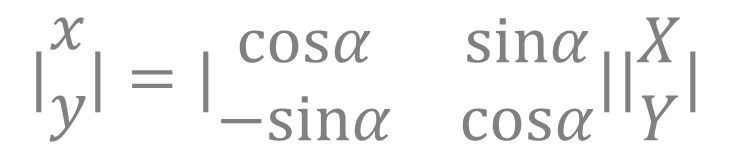 |x y| = |cosα sinα −sinα cosα||X Y|